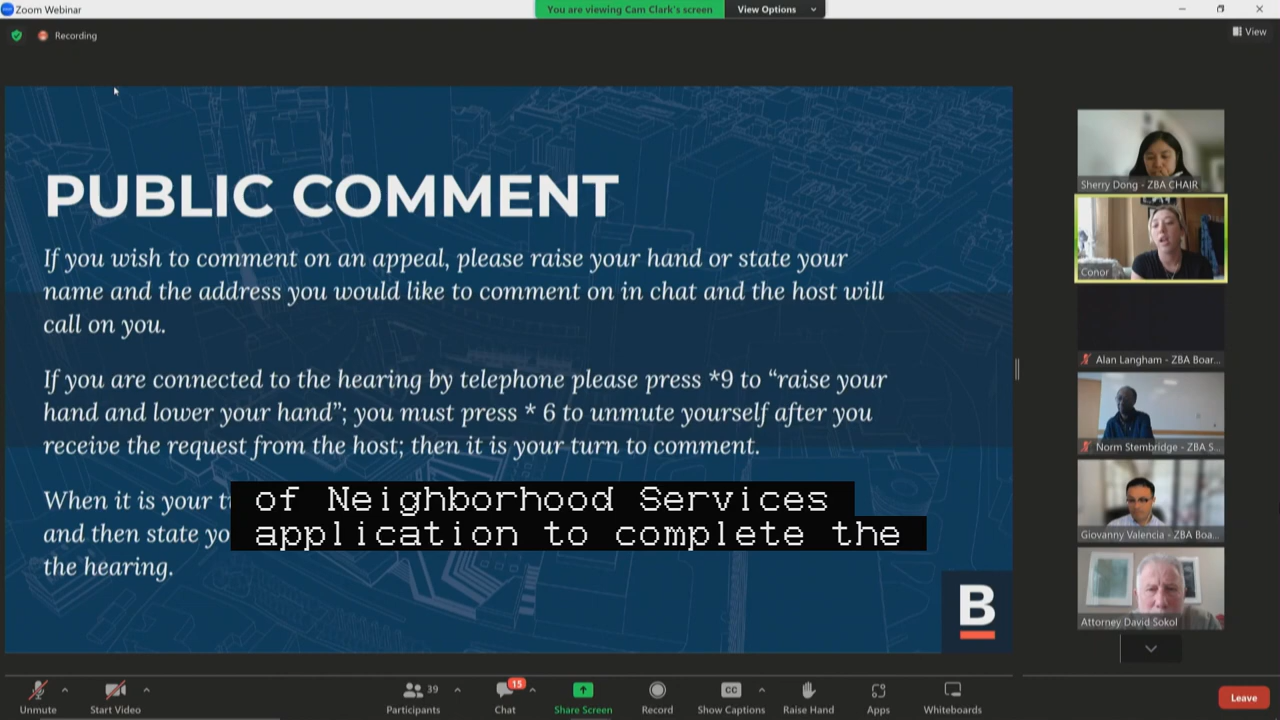 Zoom Webinar
You are viewing Cam Clark's screen
View Options
Recording
View
PUBLIC COMMENT
If you wish to comment on an appeal, please raise your hand or state your
name and the address you would like to comment on in chat and the host will
call on you.
If you are connected to the hearing by telephone please press *9 to “raise your
hand and lower your hand”; you must press * 6 to unmute yourself after you
receive the request from the host; then it is your turn to comment.
When it is your
and then state
the hearing.
of Neighborhood Services
application to complete the
B
Sherry Dong - ZBA CHAIR
Conor
Alan Langham - ZBA Boar...
Norm Stembridge - ZBA S...
Giovanny Valencia - ZBA Boa...
Attorney David Sokol
Unmute
Start Video
39
Participants
15
Chat
Share Screen
Record
CC
Show Captions
Raise Hand
Apps
Whiteboards
Leave